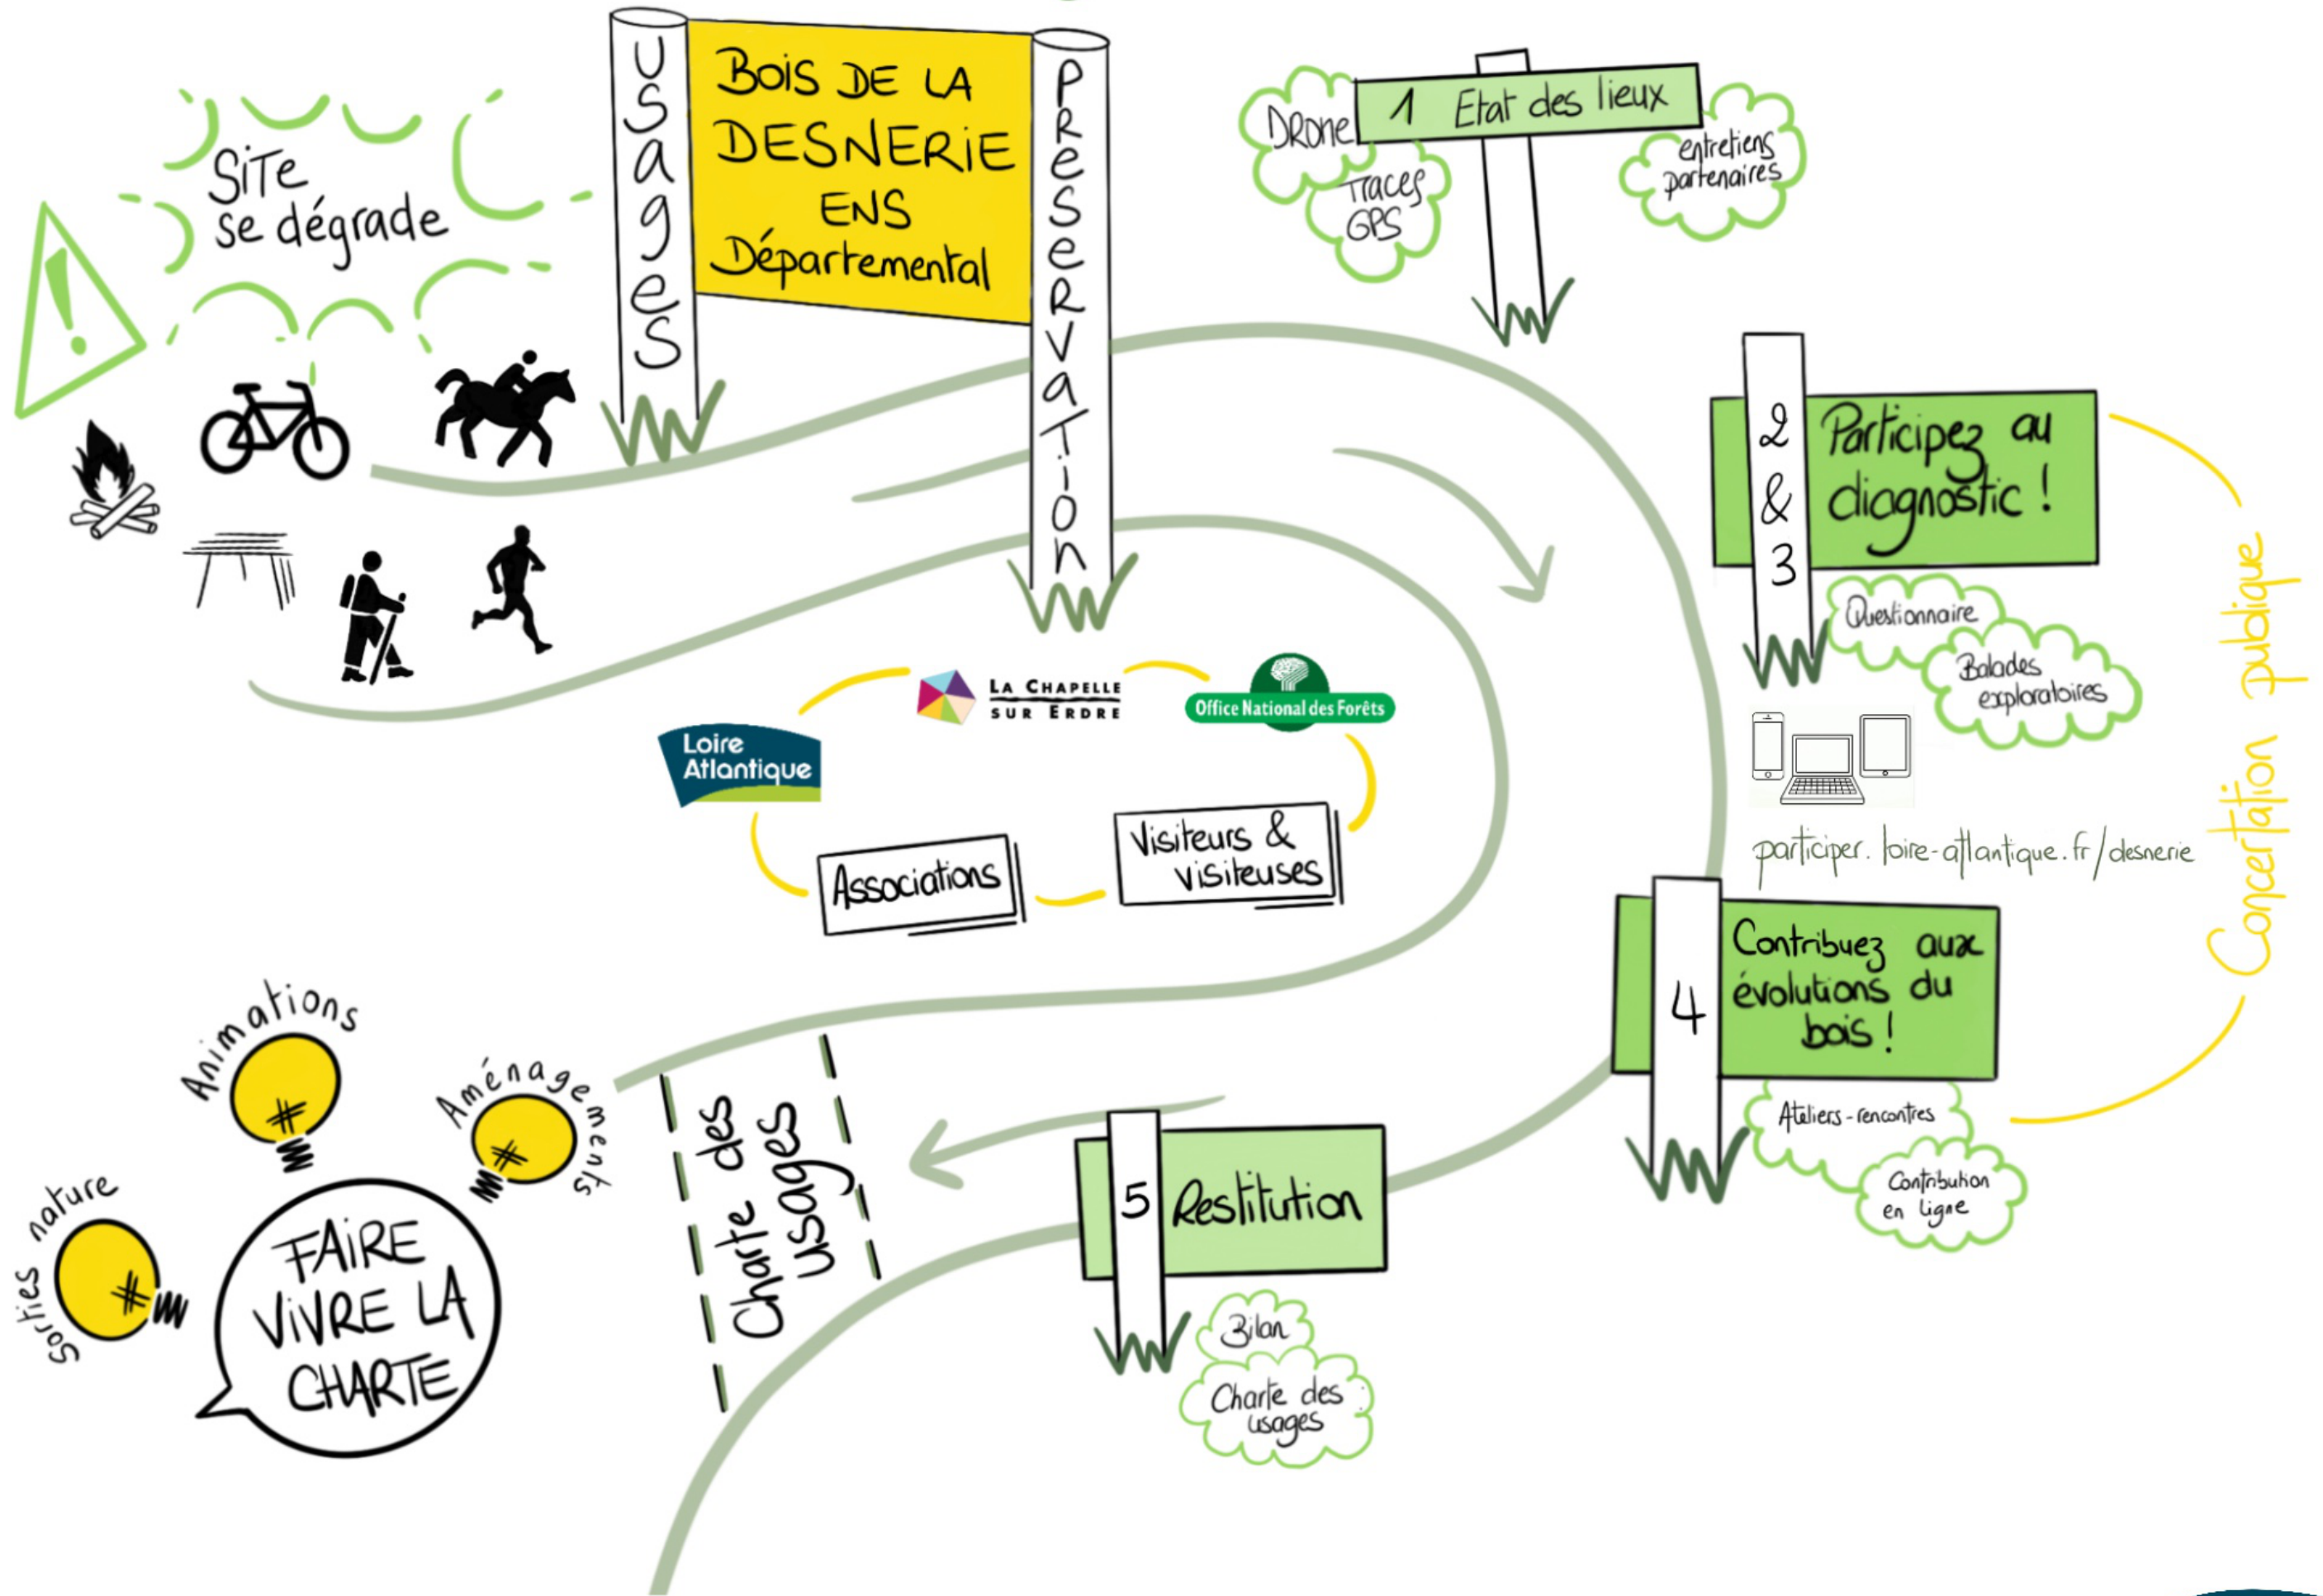 Usages
BOIS DE LA
DESNERIE
ENS
Départemental
Preservation
SiTe
se dégrade
1 Etat des lieux
Drone
Traces
GPS
entretiens
partenaires
2
&
3
Participez au
diagnostic !
Questionnaire
Balades
exploratoires
participer.loire-atlantique.fr/desnerie
Concertation publique
LA CHAPELLE
SUR ERDRE
Office National des Forêts
Loire
Atlantique
Associations
Visiteurs &
visiteuses
4
Contribuez aux
évolutions du
bois !
Ateliers-rencontres
Contribution
en ligne
5 Restitution
Bilan
Charte des
usages
Charte des
usages
Animations
Aménagements
Sorties nature
FAIRE
VIVRE LA
CHARTE